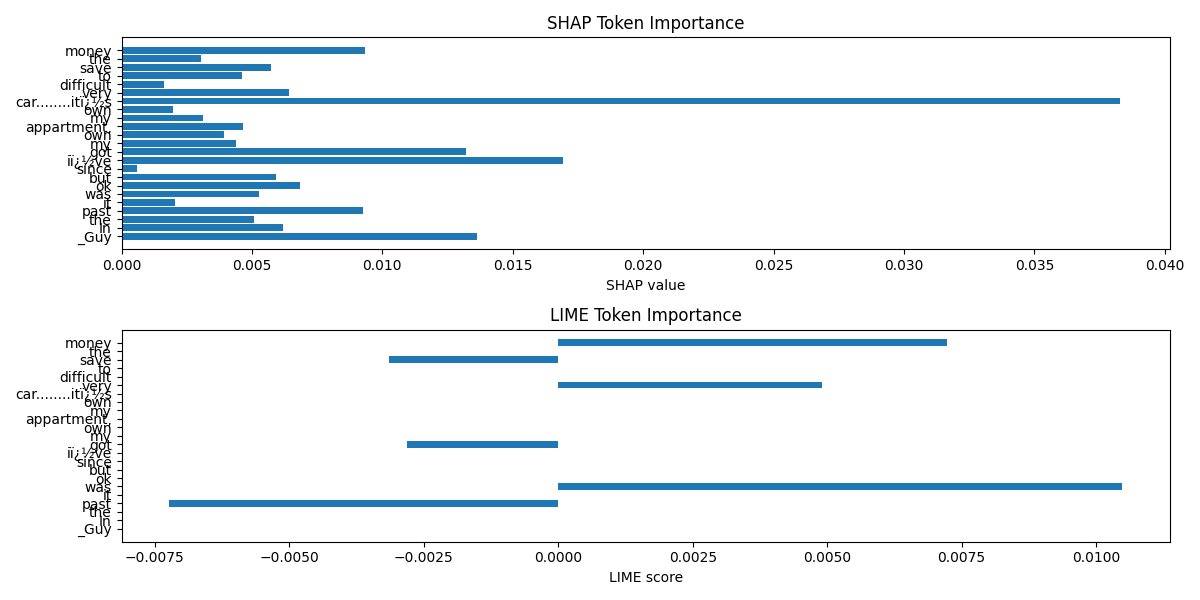 SHAP Token Importance
money
the
save
to
difficult
very
car........itï¿½s
own
my
appartment,
own
my
got
iï¿½ve
since
but
ok
was
it
past
the
in
_Guy
0.000 0.005 0.010 0.015 0.020 0.025 0.030 0.035 0.040
SHAP value
LIME Token Importance
money
the
save
to
difficult
very
car........itï¿½s
own
my
appartment,
own
my
got
iï¿½ve
since
but
ok
was
it
past
the
in
_Guy
−0.0075 −0.0050 −0.0025 0.0000 0.0025 0.0050 0.0075 0.0100
LIME score